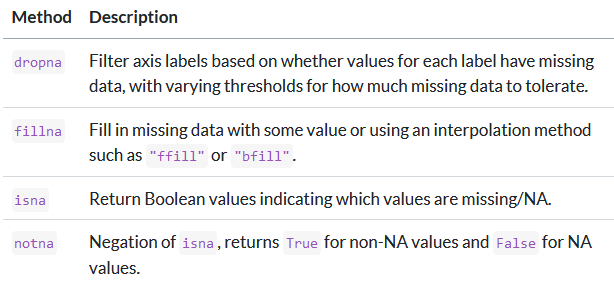 Method Description
dropna Filter axis labels based on whether values for each label have missing
data, with varying thresholds for how much missing data to tolerate.
fillna Fill in missing data with some value or using an interpolation method
such as "ffill" or "bfill".
isna Return Boolean values indicating which values are missing/NA.
notna Negation of isna, returns True for non-NA values and False for NA
values.